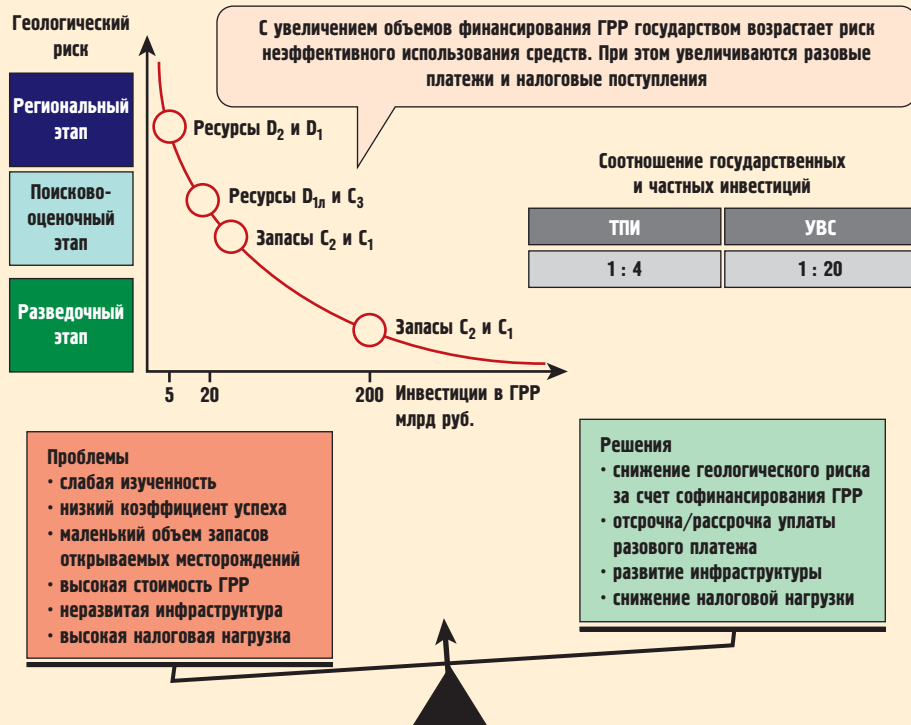 Геологический
риск
С увеличением объемов финансирования ГРР государством возрастает риск
неэффективного использования средств. При этом увеличиваются разовые
платежи и налоговые поступления
Региональный
этап
Поисково-
оценочный
этап
Разведочный
этап
Ресурсы D₂ и D₁
Ресурсы D₁ₗ и C₃
Запасы C₂ и C₁
Запасы C₂ и C₁
5 20 200 Инвестиции в ГРР
млрд руб.
Соотношение государственных
и частных инвестиций
ТПИ УВС
1 : 4 1 : 20
Проблемы
· слабая изученность
· низкий коэффициент успеха
· маленький объем запасов
открываемых месторождений
· высокая стоимость ГРР
· неразвитая инфраструктура
· высокая налоговая нагрузка
Решения
· снижение геологического риска
за счет софинансирования ГРР
· отсрочка/рассрочка уплаты
разового платежа
· развитие инфраструктуры
· снижение налоговой нагрузки